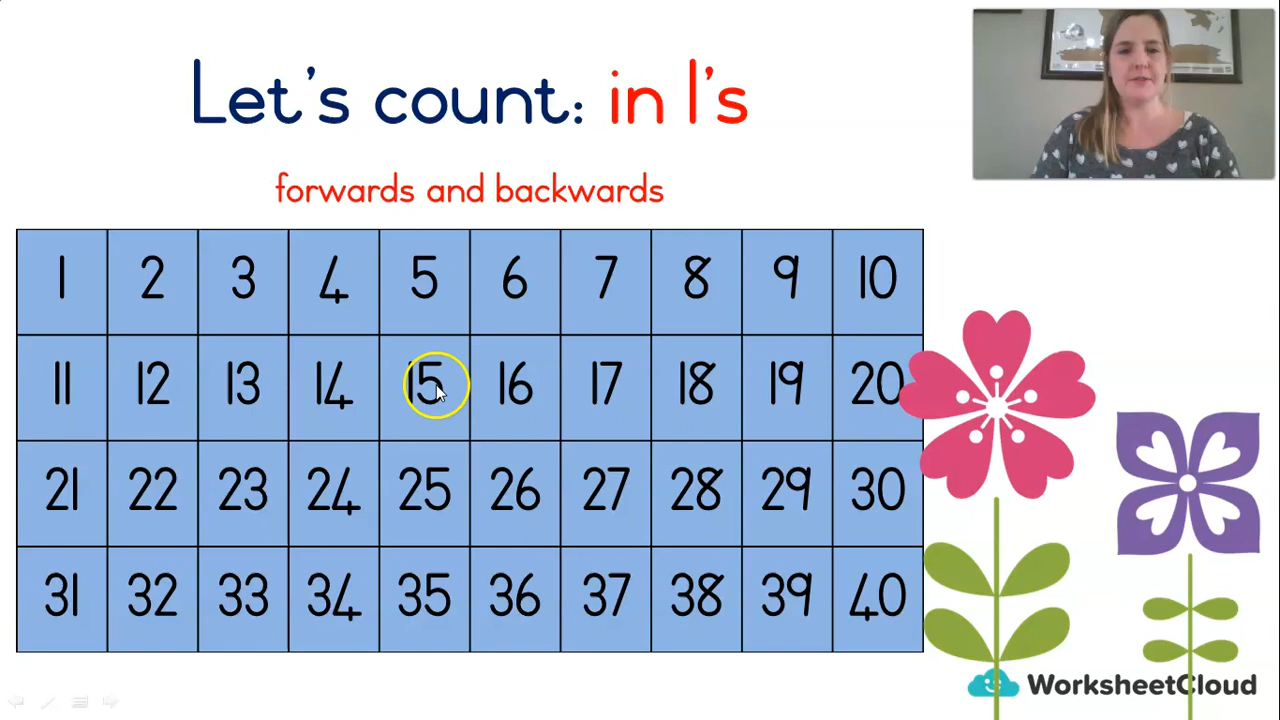 Let's count: in 1's
forwards and backwards
1 2 3 4 5 6 7 8 9 10
11 12 13 14 15 16 17 18 19 20
21 22 23 24 25 26 27 28 29 30
31 32 33 34 35 36 37 38 39 40
WorksheetCloud